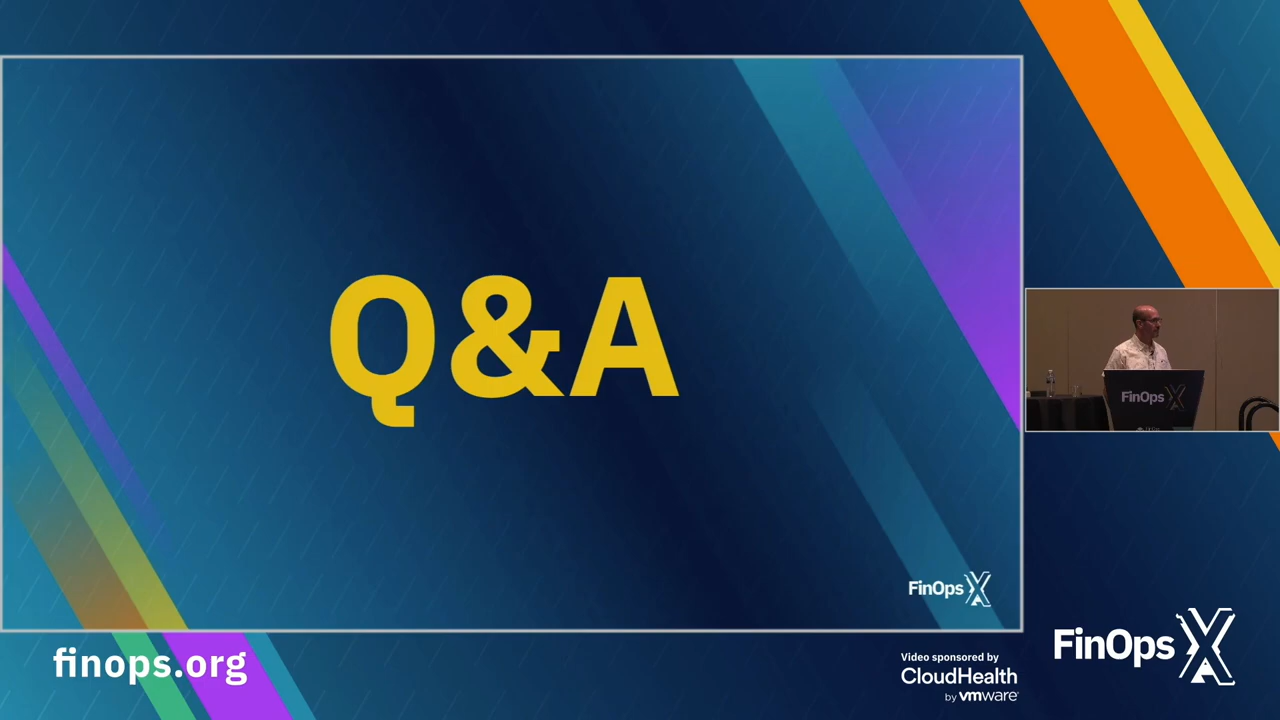 Q&A
FinOps X
FinOps X
finops.org
Video sponsored by
CloudHealth
by vmware
FinOps X